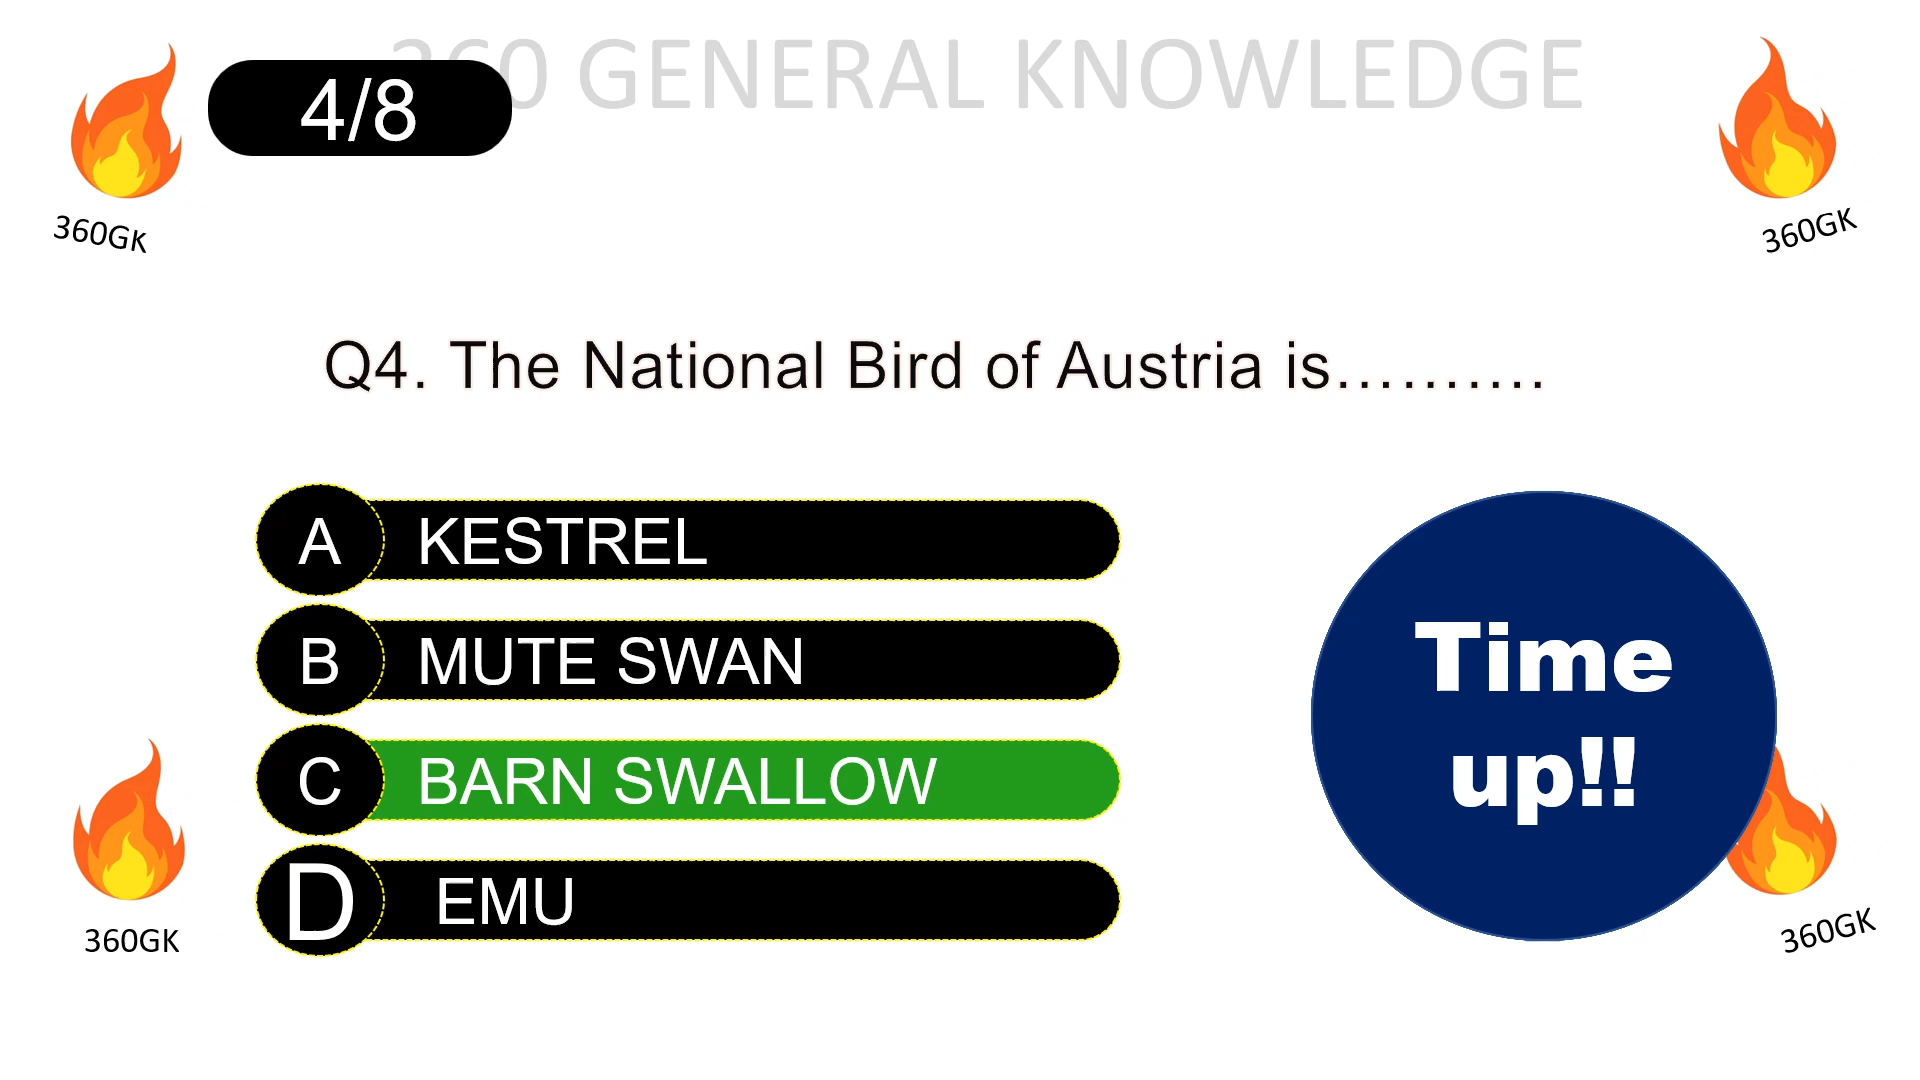 360 GENERAL KNOWLEDGE
4/8
360GK
360GK
Q4. The National Bird of Austria is..........
A KESTREL
B MUTE SWAN
C BARN SWALLOW
D EMU
Time
up!!
360GK
360GK